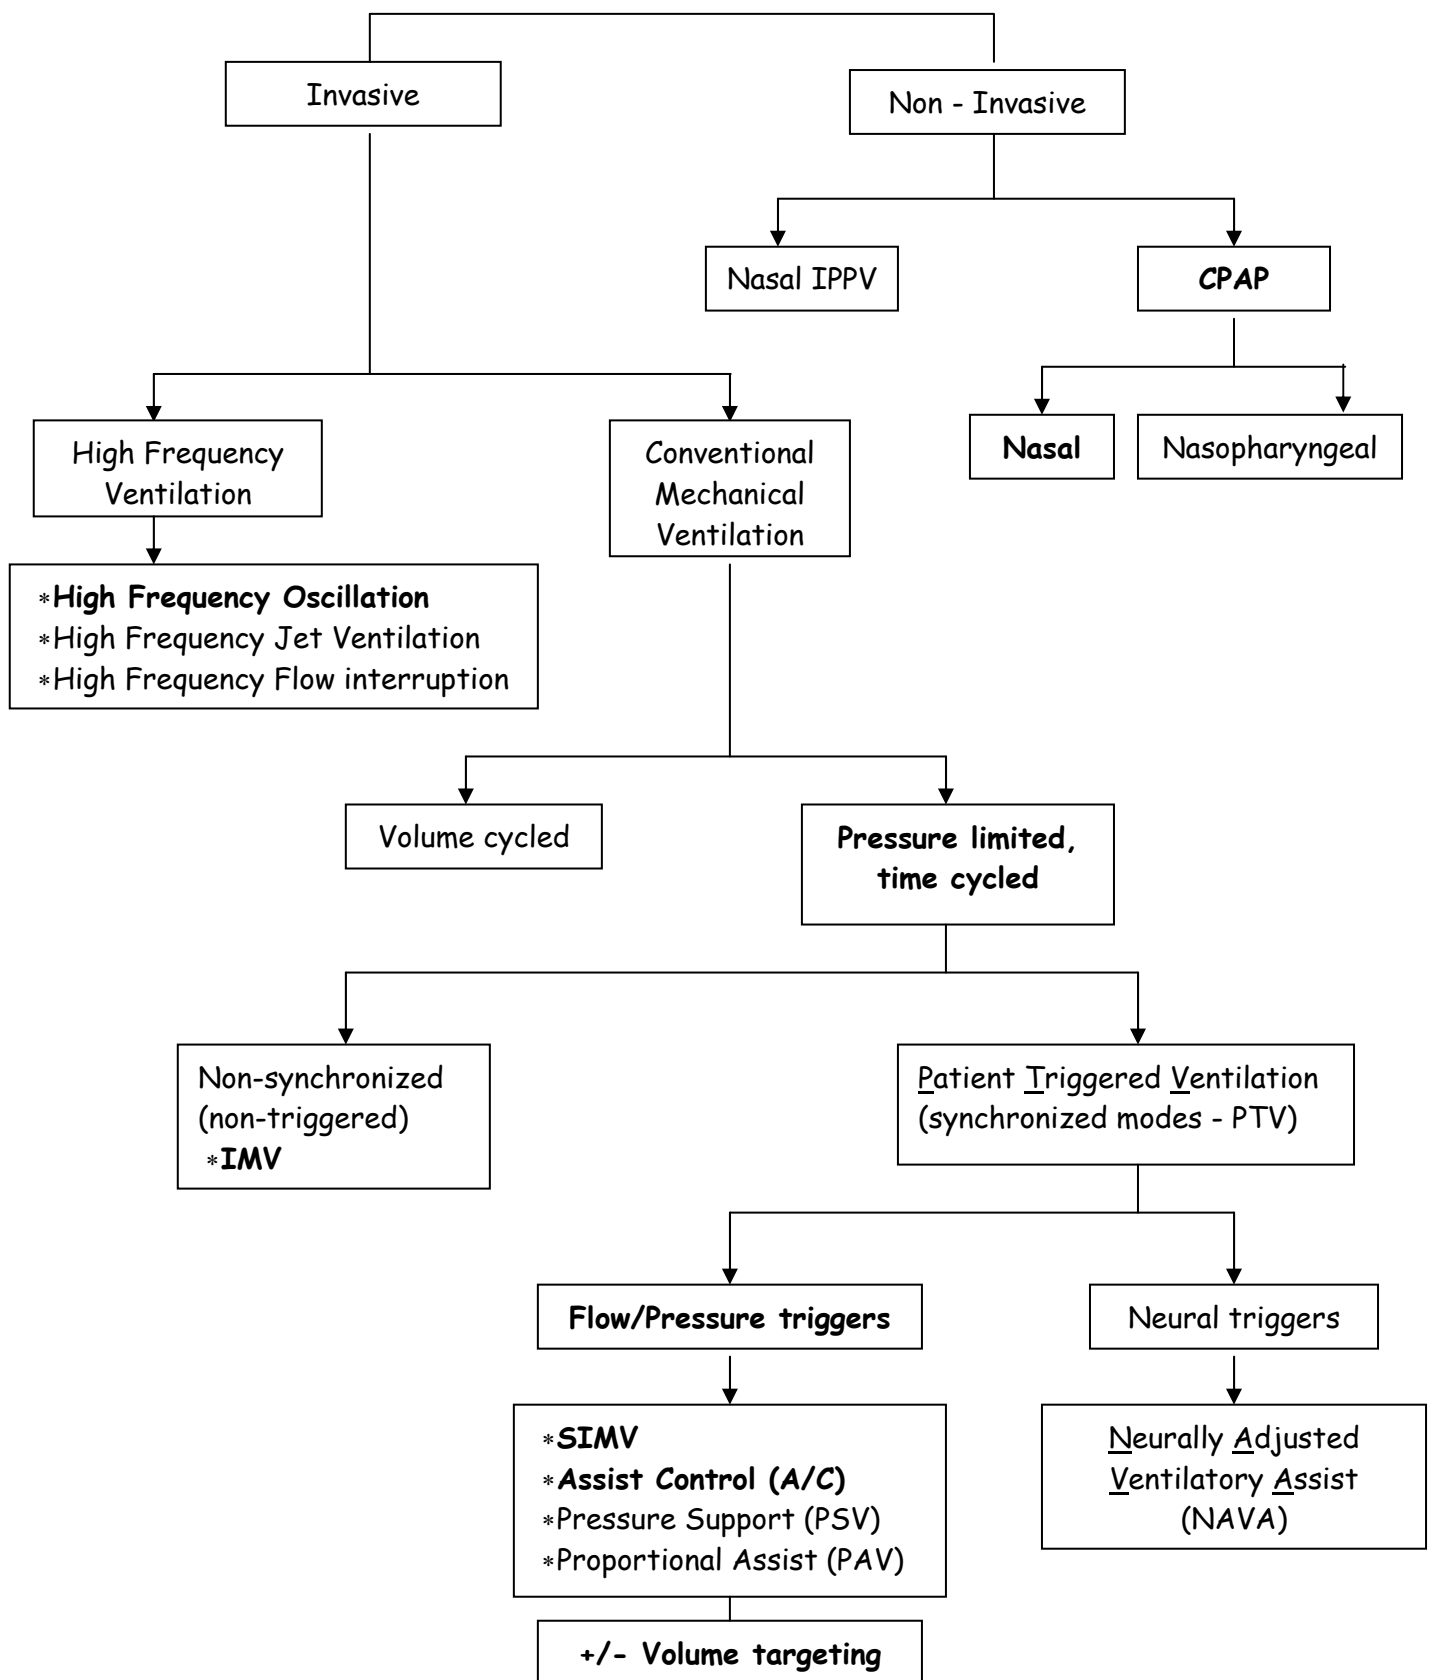 Invasive
Non - Invasive
Nasal IPPV
CPAP
Nasal
Nasopharyngeal
High Frequency
Ventilation
Conventional
Mechanical
Ventilation
*High Frequency Oscillation
*High Frequency Jet Ventilation
*High Frequency Flow interruption
Volume cycled
Pressure limited,
time cycled
Non-synchronized
(non-triggered)
*IMV
Patient Triggered Ventilation
(synchronized modes - PTV)
Flow/Pressure triggers
Neural triggers
*SIMV
*Assist Control (A/C)
*Pressure Support (PSV)
*Proportional Assist (PAV)
Neurally Adjusted
Ventilatory Assist
(NAVA)
+/- Volume targeting